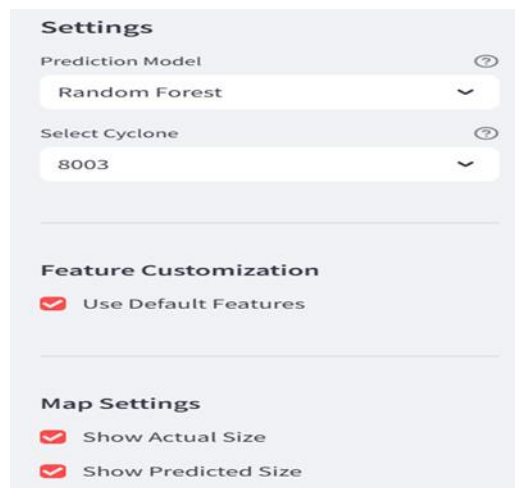 Settings
Prediction Model
Random Forest
Select Cyclone
8003
Feature Customization
Use Default Features
Map Settings
Show Actual Size
Show Predicted Size